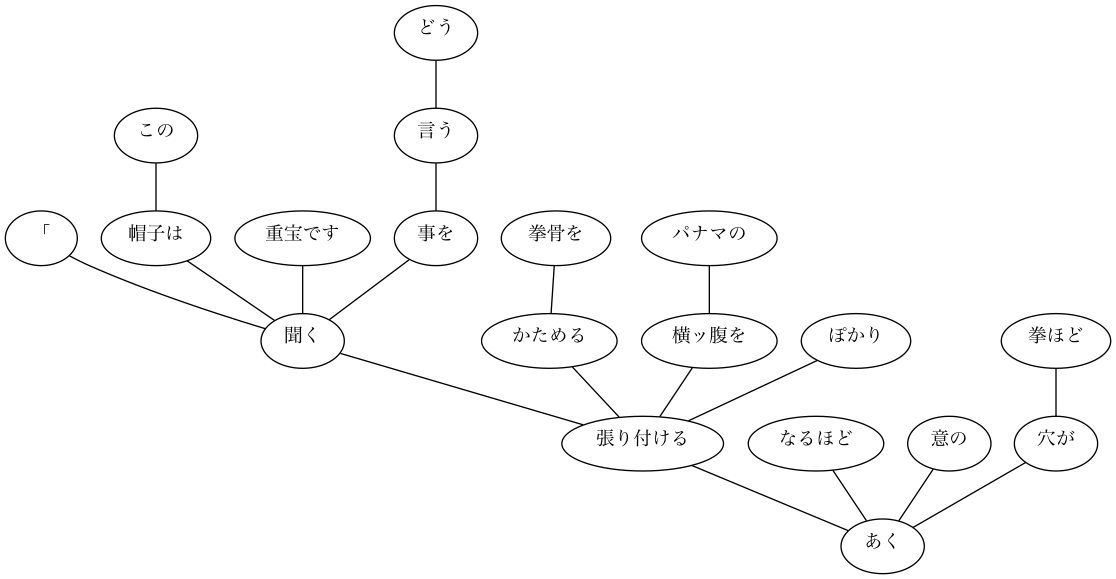 どう
この
言う
「
帽子は
重宝です
事を
拳骨を
パナマの
聞く
かためる
横ッ腹を
ぽかり
拳ほど
張り付ける
なるほど
意の
穴が
あく